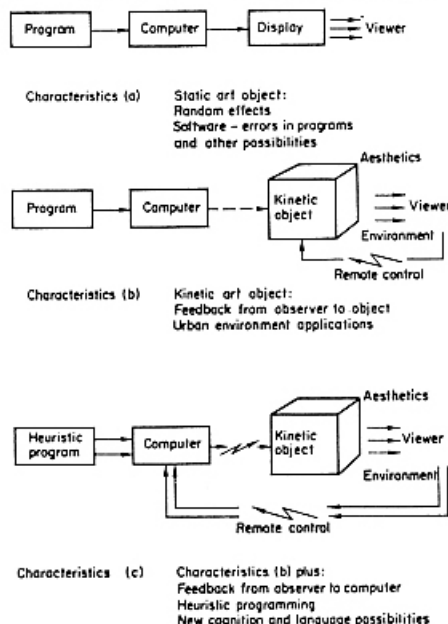 Program Computer Display Viewer
Characteristics (a) Static art object:
Random effects
Software - errors in programs
and other possibilities
Aesthetics
Program Computer Kinetic
object Viewer
Environment
Remote control
Characteristics (b) Kinetic art object:
Feedback from observer to object
Urban environment applications
Aesthetics
Heuristic
program Computer Kinetic
object Viewer
Environment
Remote control
Characteristics (c) Characteristics (b) plus:
Feedback from observer to computer
Heuristic programming
New cognition and language possibilities